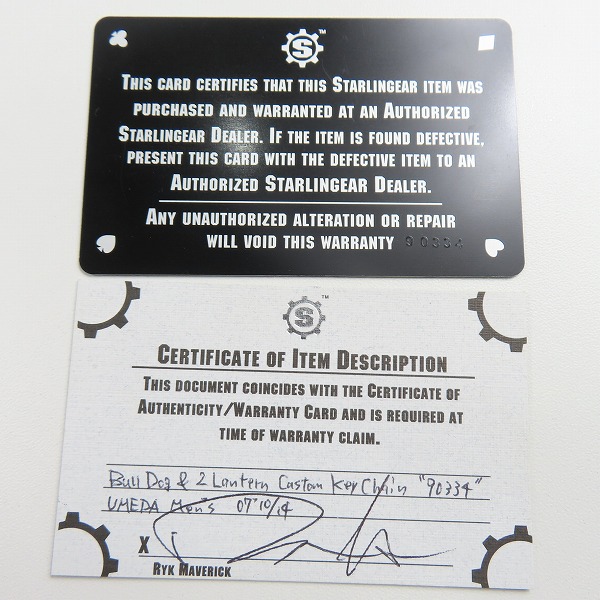 S™
THIS CARD CERTIFIES THAT THIS STARLINGEAR ITEM WAS
PURCHASED AND WARRANTED AT AN AUTHORIZED
STARLINGEAR DEALER. IF THE ITEM IS FOUND DEFECTIVE,
PRESENT THIS CARD WITH THE DEFECTIVE ITEM TO AN
AUTHORIZED STARLINGEAR DEALER.
ANY UNAUTHORIZED ALTERATION OR REPAIR
WILL VOID THIS WARRANTY 90334
S™
CERTIFICATE OF ITEM DESCRIPTION
THIS DOCUMENT COINCIDES WITH THE CERTIFICATE OF
AUTHENTICITY/WARRANTY CARD AND IS REQUIRED AT
TIME OF WARRANTY CLAIM.
Bull Dog & 2 Lantern Custom Key Chain "90334"
UMEDA Men's 07'10/14
X
RYK MAVERICK